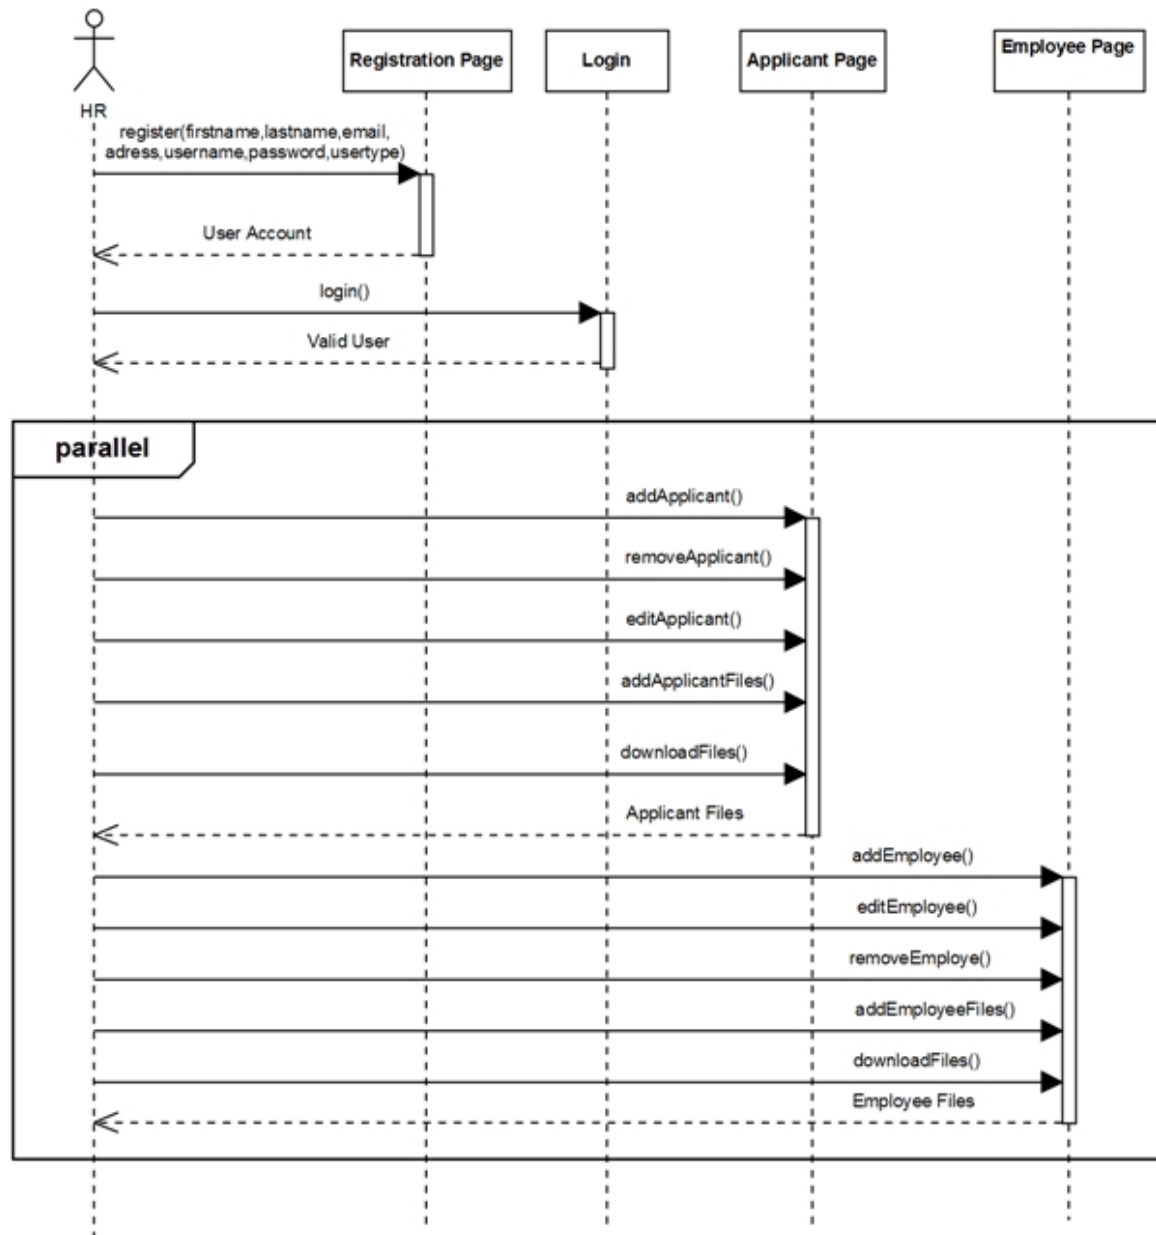 Registration Page
Login
Applicant Page
Employee Page
HR
register(firstname,lastname,email,
adress,username,password,usertype)
User Account
login()
Valid User
parallel
addApplicant()
removeApplicant()
editApplicant()
addApplicantFiles()
downloadFiles()
Applicant Files
addEmployee()
editEmployee()
removeEmploye()
addEmployeeFiles()
downloadFiles()
Employee Files